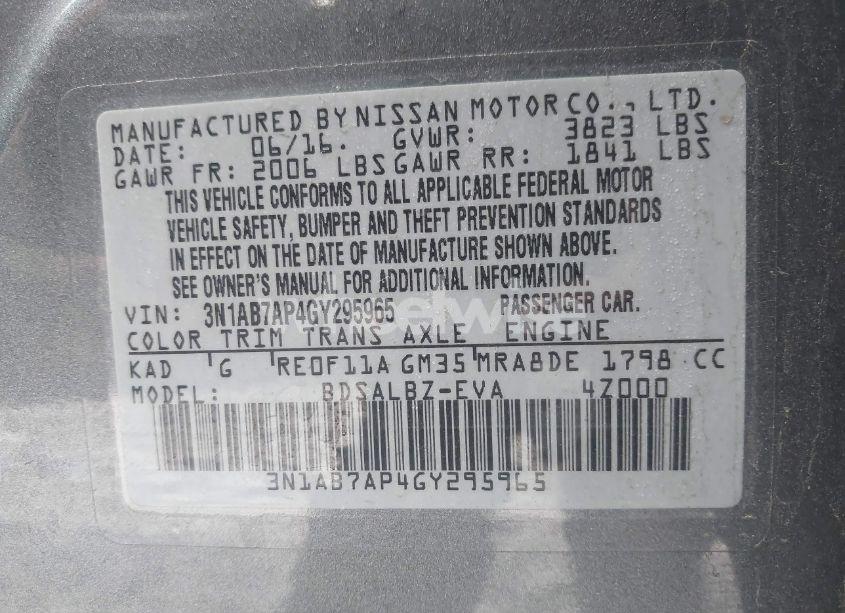 MANUFACTURED BY NISSAN MOTOR CO., LTD.
DATE: 06/16. GVWR: 3823 LBS
GAWR FR: 2006 LBS GAWR RR: 1841 LBS
THIS VEHICLE CONFORMS TO ALL APPLICABLE FEDERAL MOTOR
VEHICLE SAFETY, BUMPER AND THEFT PREVENTION STANDARDS
IN EFFECT ON THE DATE OF MANUFACTURE SHOWN ABOVE.
SEE OWNER'S MANUAL FOR ADDITIONAL INFORMATION.
VIN: 3N1AB7AP4GY295965 PASSENGER CAR.
COLOR TRIM TRANS AXLE ENGINE
KAD G RE0F11A GM35 MRA8DE 1798 CC
MODEL: BDSALBZ-EVA 4Z000
3N1AB7AP4GY295965